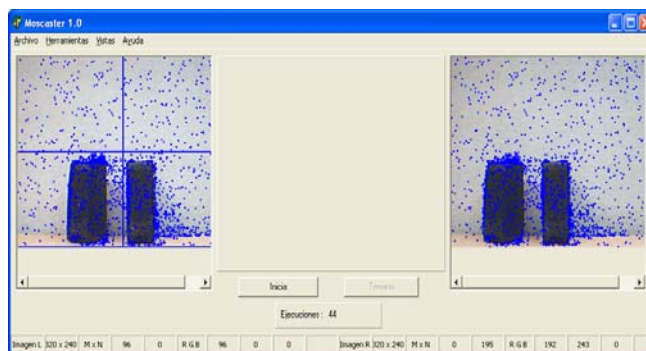 Moscaster 1.0
Archivo Herramientas Vistas Ayuda
Inicia Terminar
Ejecuciones : 44
Imagen L 320 x 240 M x N 96 0 R G B 96 0 0 Imagen R 320 x 240 M x N 0 195 R G B 192 243 0